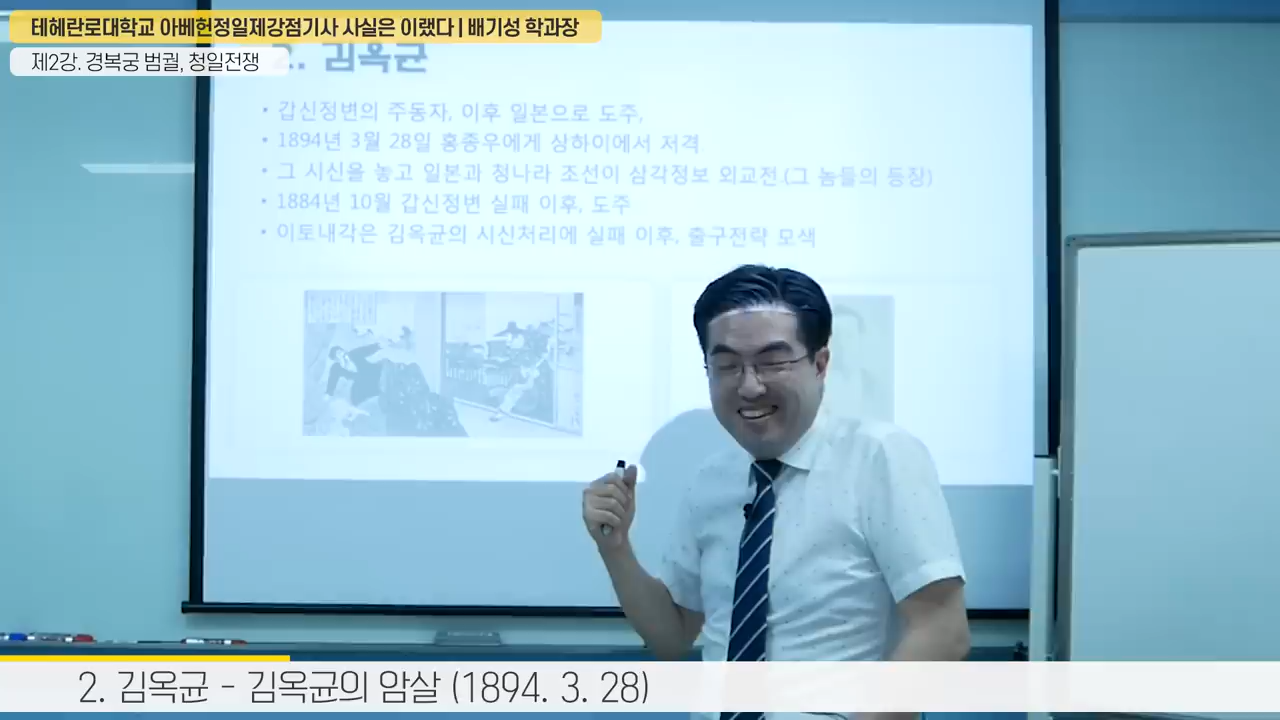 테헤란로대학교 아베헌정일제강점기사 사실은 이랬다 | 배기성 학과장
제2강. 경복궁 범궐, 청일전쟁
2. 김옥균
• 갑신정변의 주동자, 이후 일본으로 도주,
• 1894년 3월 28일 홍종우에게 상하이에서 저격
• 그 시신을 놓고 일본과 청나라 조선이 삼각정보 외교전.(그 놈들의 등장)
• 1884년 10월 갑신정변 실패 이후, 도주
• 이토내각은 김옥균의 시신처리에 실패 이후, 출구전략 모색
2. 김옥균 - 김옥균의 암살 (1894. 3. 28)